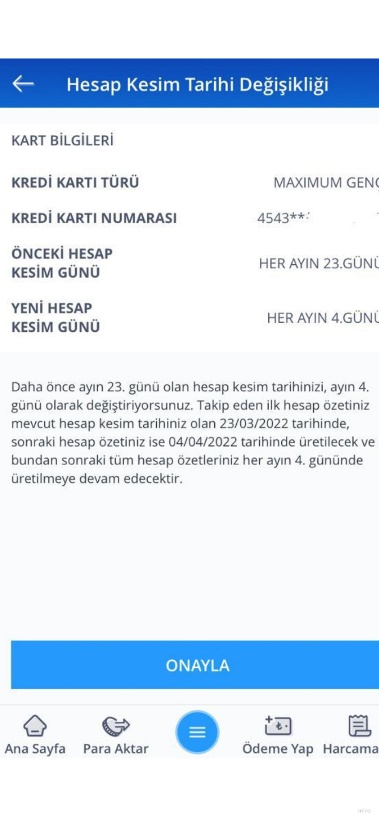 Hesap Kesim Tarihi Değişikliği
KART BİLGİLERİ
KREDİ KARTI TÜRÜ MAXIMUM GENÇ
KREDİ KARTI NUMARASI 4543**
ÖNCEKİ HESAP
KESİM GÜNÜ HER AYIN 23.GÜNÜ
YENİ HESAP
KESİM GÜNÜ HER AYIN 4.GÜNÜ
Daha önce ayın 23. günü olan hesap kesim tarihinizi, ayın 4.
günü olarak değiştiriyorsunuz. Takip eden ilk hesap özetiniz
mevcut hesap kesim tarihiniz olan 23/03/2022 tarihinde,
sonraki hesap özetiniz ise 04/04/2022 tarihinde üretilecek ve
bundan sonraki tüm hesap özetleriniz her ayın 4. gününde
üretilmeye devam edecektir.
ONAYLA
Ana Sayfa Para Aktar Ödeme Yap Harcama